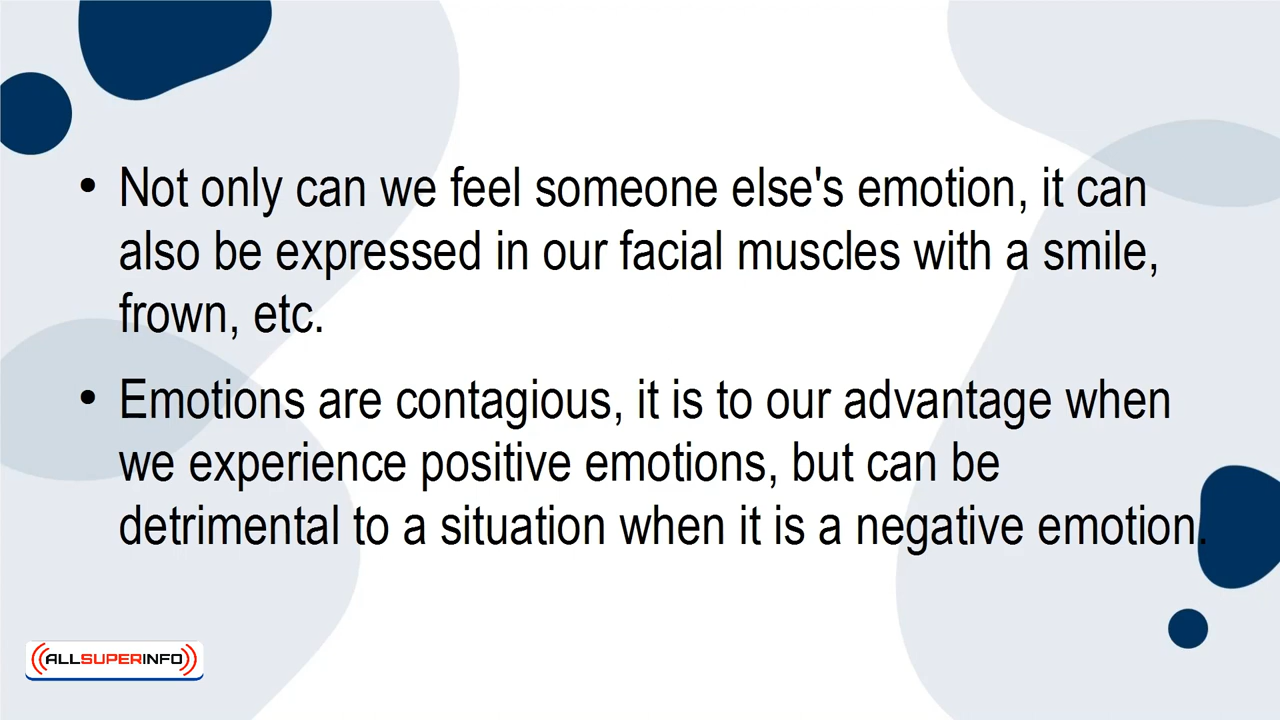 • Not only can we feel someone else's emotion, it can
also be expressed in our facial muscles with a smile,
frown, etc.
• Emotions are contagious, it is to our advantage when
we experience positive emotions, but can be
detrimental to a situation when it is a negative emotion.
ALLSUPERINFO